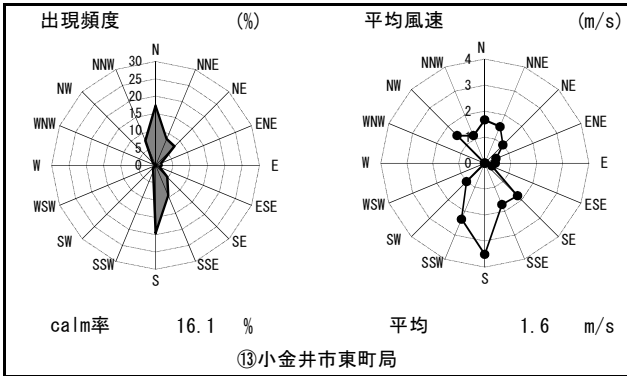 出現頻度 (%)
平均風速 (m/s)
N
NNE
NE
ENE
E
ESE
SE
SSE
S
SSW
SW
WSW
W
WNW
NW
NNW
30
25
20
15
10
5
0
N
NNE
NE
ENE
E
ESE
SE
SSE
S
SSW
SW
WSW
W
WNW
NW
NNW
4
3
2
1
0
calm率 16.1 %
平均 1.6 m/s
⑬小金井市東町局